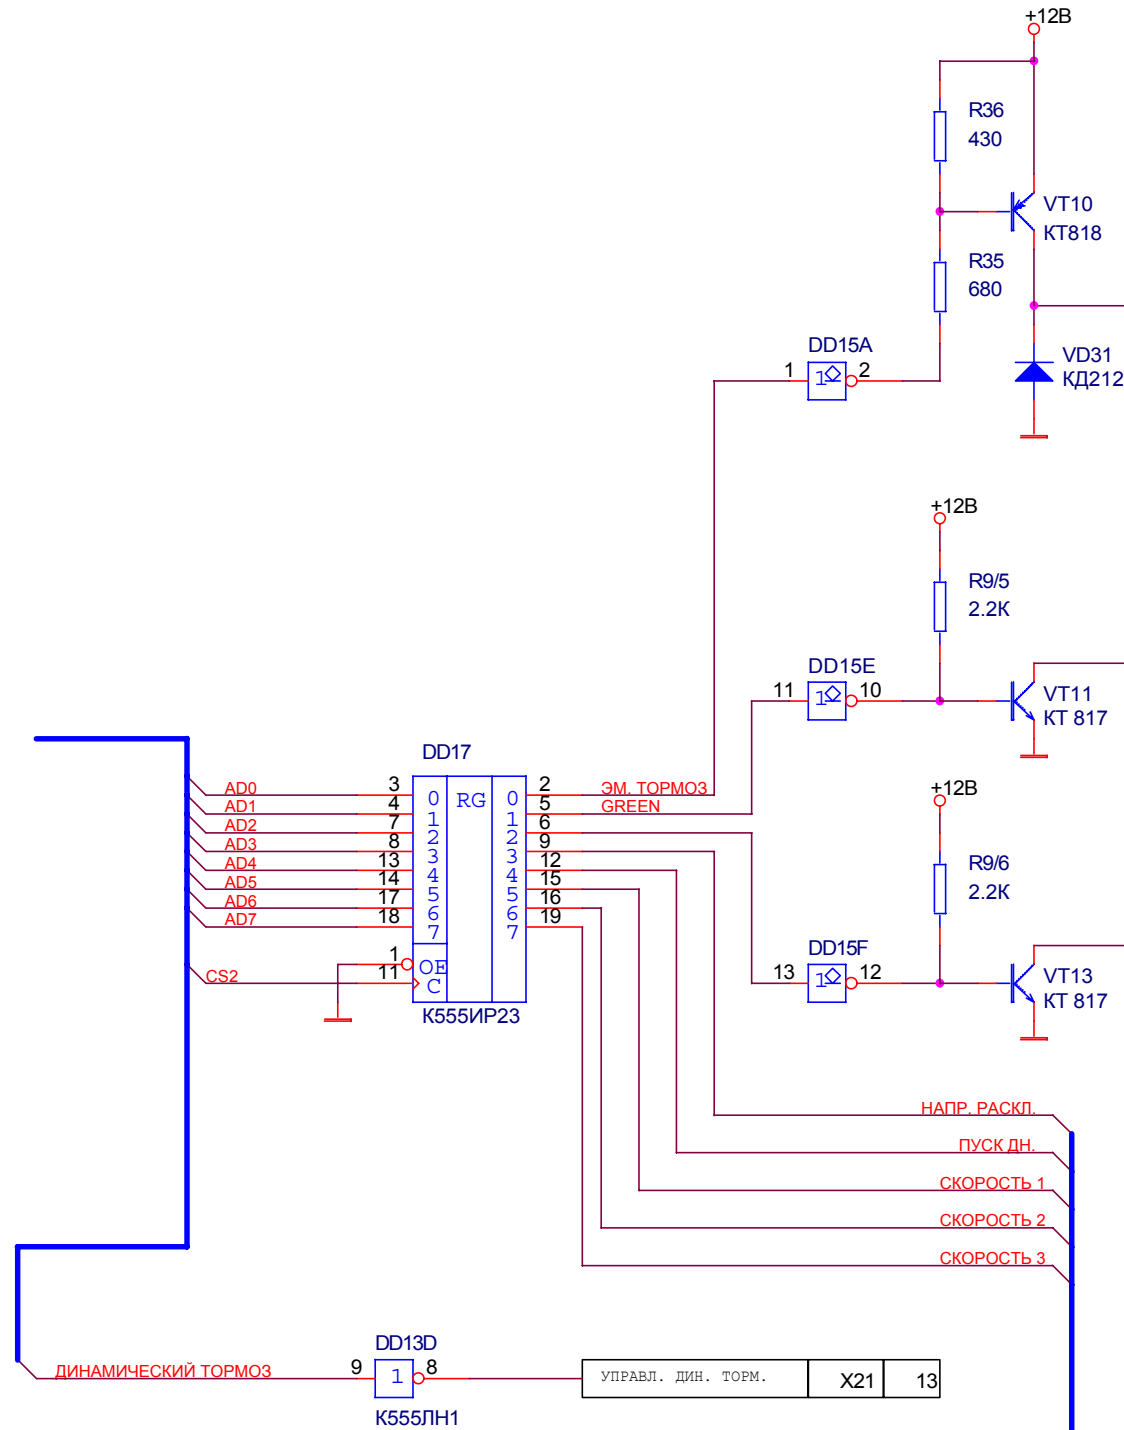 +12В
R36
430
VT10
КТ818
R35
680
DD15A
1
1
2
VD31
КД212
+12В
R9/5
2.2К
DD15E
11
1
10
VT11
КТ 817
DD17
AD0
3
0
RG
0
2
ЭМ. ТОРМОЗ
AD1
4
1
1
5
GREEN
AD2
7
2
2
6
AD3
8
3
3
9
AD4
13
4
4
12
AD5
14
5
5
15
AD6
17
6
6
16
AD7
18
7
7
19
1
OE
CS2
11
C
К555ИР23
+12В
R9/6
2.2К
DD15F
13
1
12
VT13
КТ 817
НАПР. РАСКЛ.
ПУСК ДН.
СКОРОСТЬ 1
СКОРОСТЬ 2
СКОРОСТЬ 3
DD13D
ДИНАМИЧЕСКИЙ ТОРМОЗ
9
1
8
УПРАВЛ. ДИН. ТОРМ.
X21
13
К555ЛН1